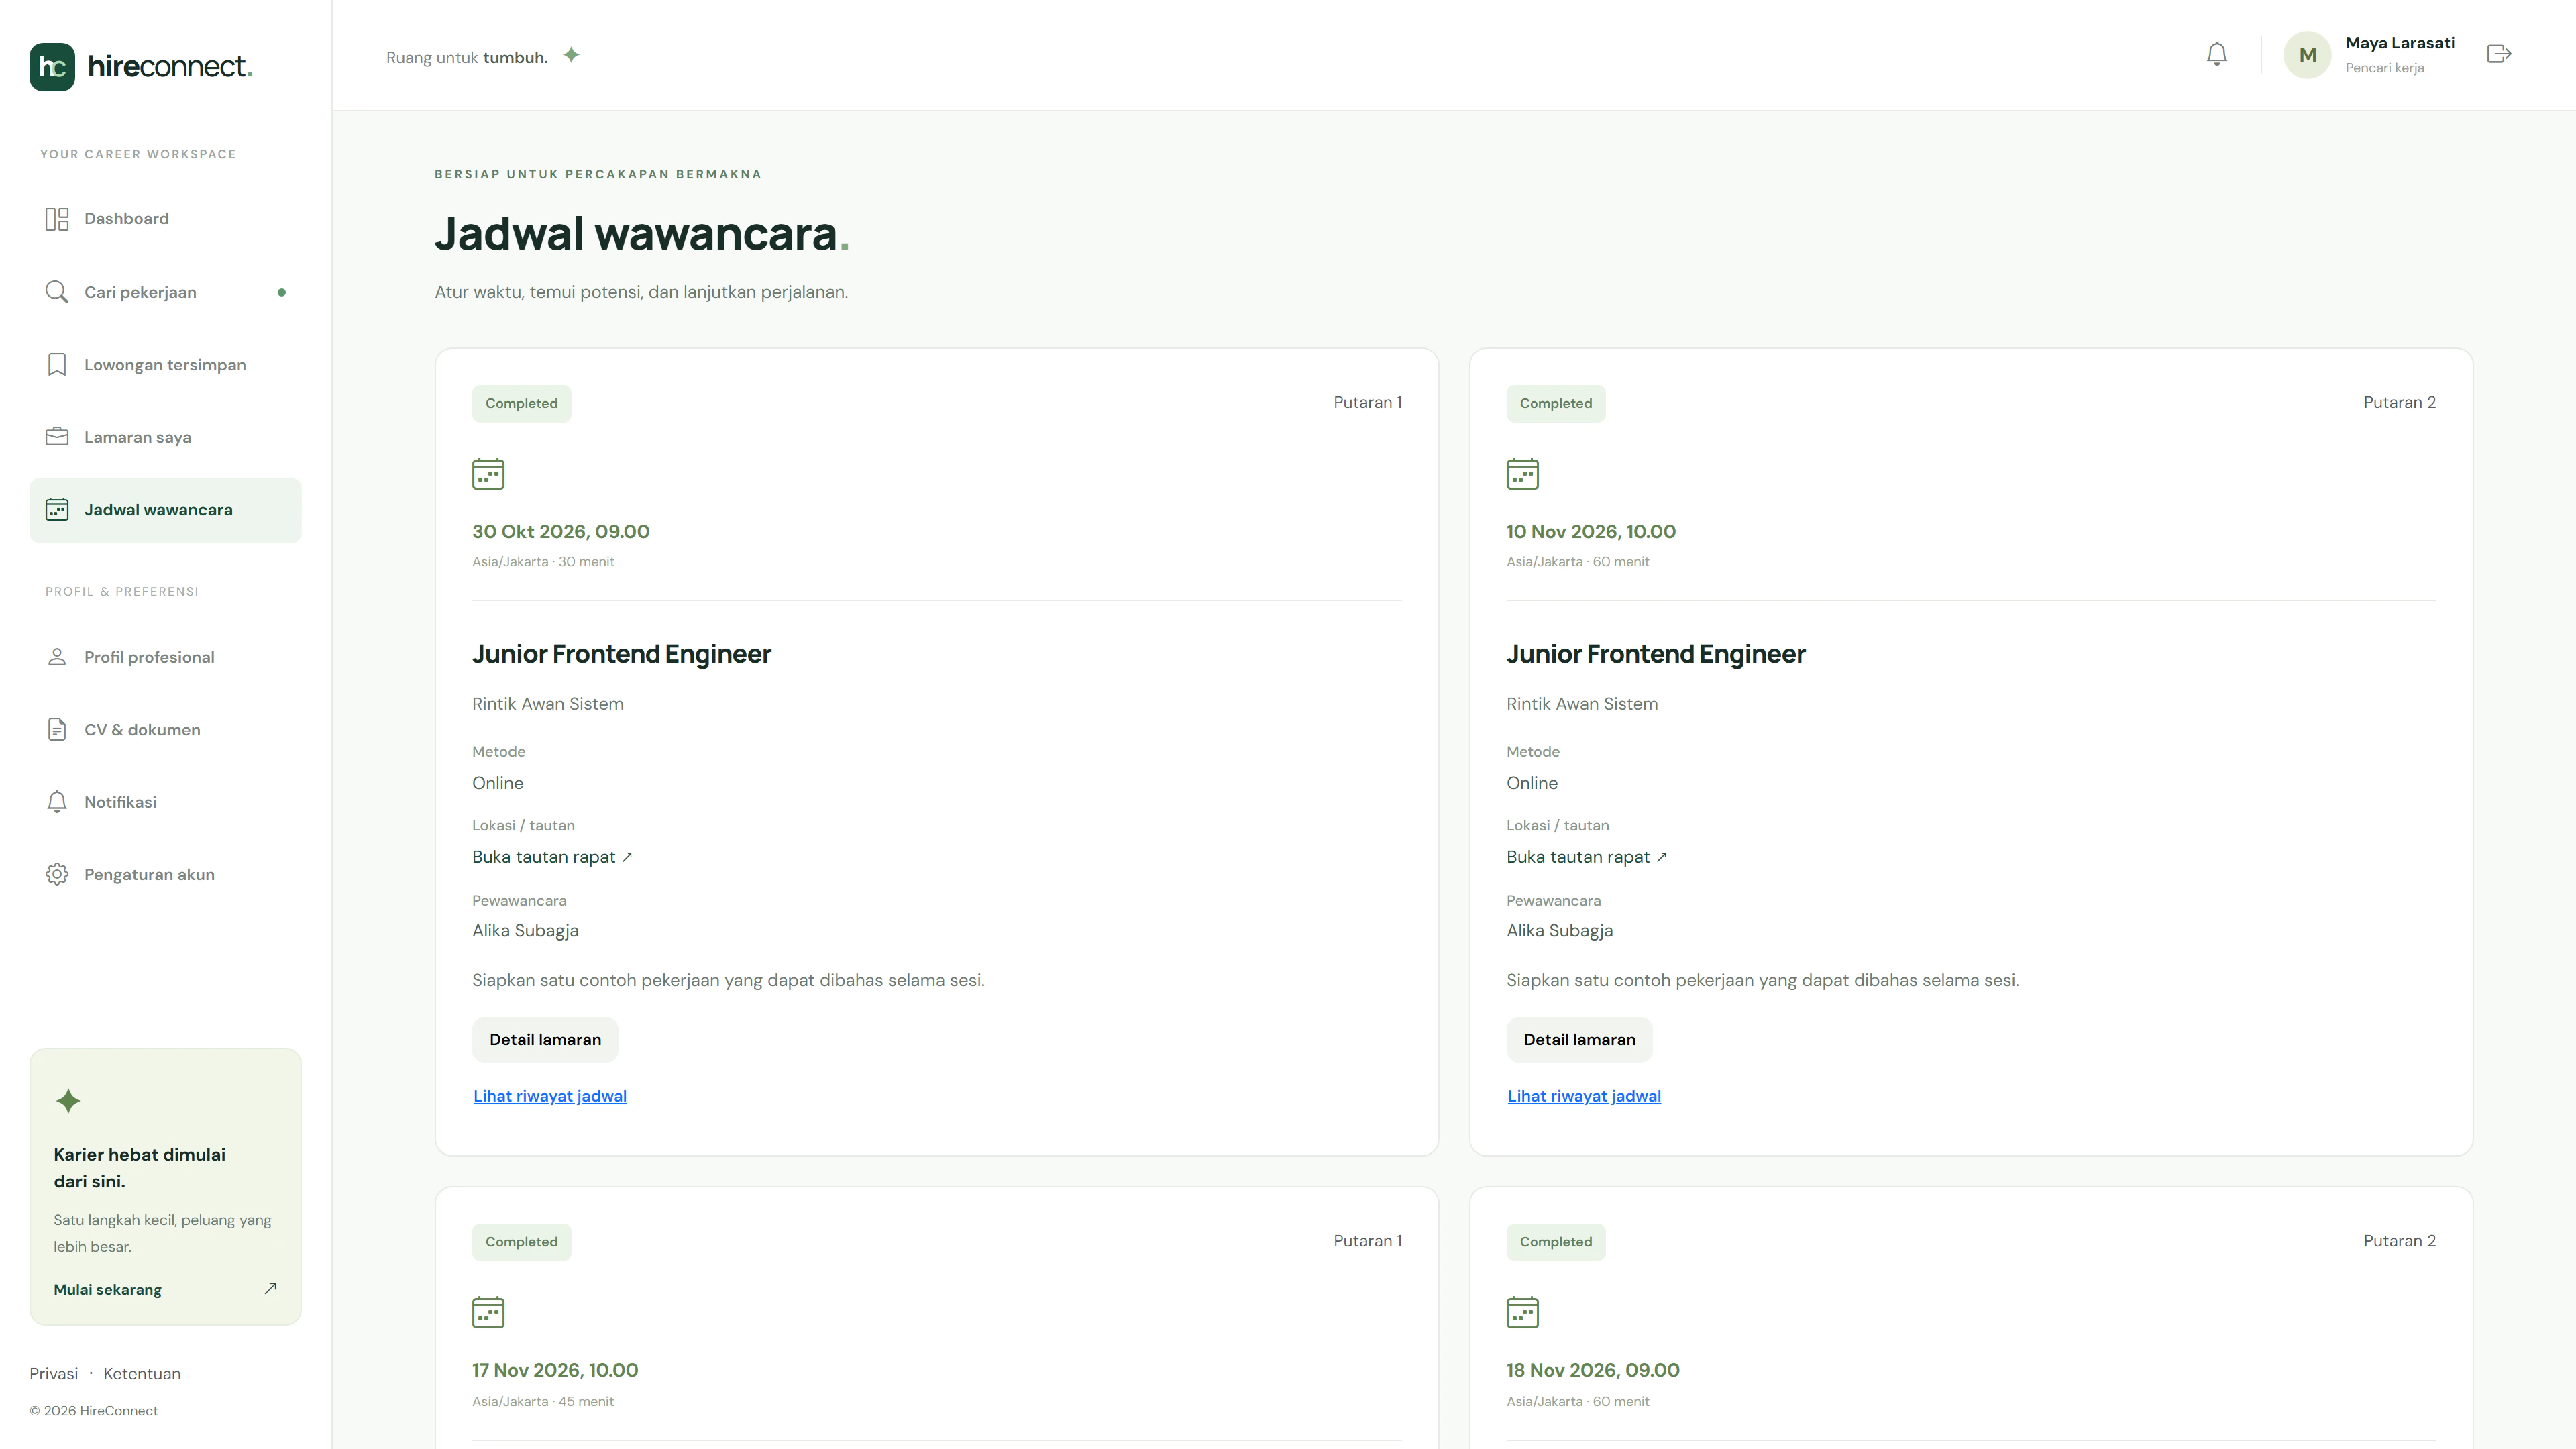 hc hireconnect.
YOUR CAREER WORKSPACE
Dashboard
Cari pekerjaan
Lowongan tersimpan
Lamaran saya
Jadwal wawancara
PROFIL & PREFERENSI
Profil profesional
CV & dokumen
Notifikasi
Pengaturan akun
Karier hebat dimulai
dari sini.
Satu langkah kecil, peluang yang
lebih besar.
Mulai sekarang ↗
Privasi · Ketentuan
© 2026 HireConnect
Ruang untuk tumbuh.
M
Maya Larasati
Pencari kerja
BERSIAP UNTUK PERCAKAPAN BERMAKNA
Jadwal wawancara.
Atur waktu, temui potensi, dan lanjutkan perjalanan.
Completed
Putaran 1
30 Okt 2026, 09.00
Asia/Jakarta · 30 menit
Junior Frontend Engineer
Rintik Awan Sistem
Metode
Online
Lokasi / tautan
Buka tautan rapat ↗
Pewawancara
Alika Subagja
Siapkan satu contoh pekerjaan yang dapat dibahas selama sesi.
Detail lamaran
Lihat riwayat jadwal
Completed
Putaran 2
10 Nov 2026, 10.00
Asia/Jakarta · 60 menit
Junior Frontend Engineer
Rintik Awan Sistem
Metode
Online
Lokasi / tautan
Buka tautan rapat ↗
Pewawancara
Alika Subagja
Siapkan satu contoh pekerjaan yang dapat dibahas selama sesi.
Detail lamaran
Lihat riwayat jadwal
Completed
Putaran 1
17 Nov 2026, 10.00
Asia/Jakarta · 45 menit
Completed
Putaran 2
18 Nov 2026, 09.00
Asia/Jakarta · 60 menit